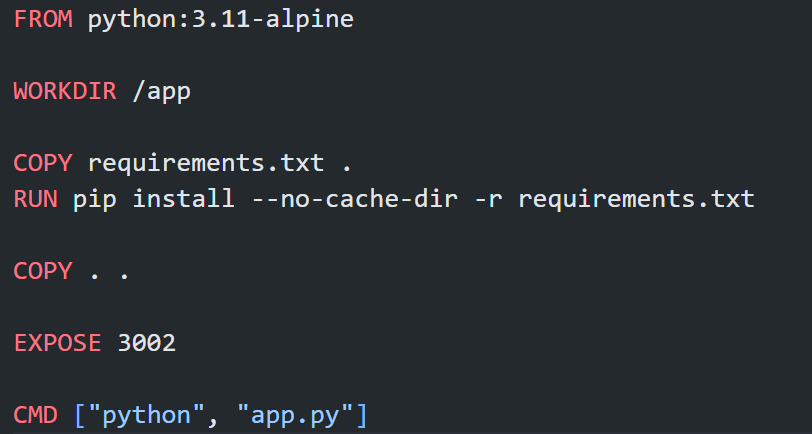 FROM python:3.11-alpine
WORKDIR /app
COPY requirements.txt .
RUN pip install --no-cache-dir -r requirements.txt
COPY . .
EXPOSE 3002
CMD ["python", "app.py"]